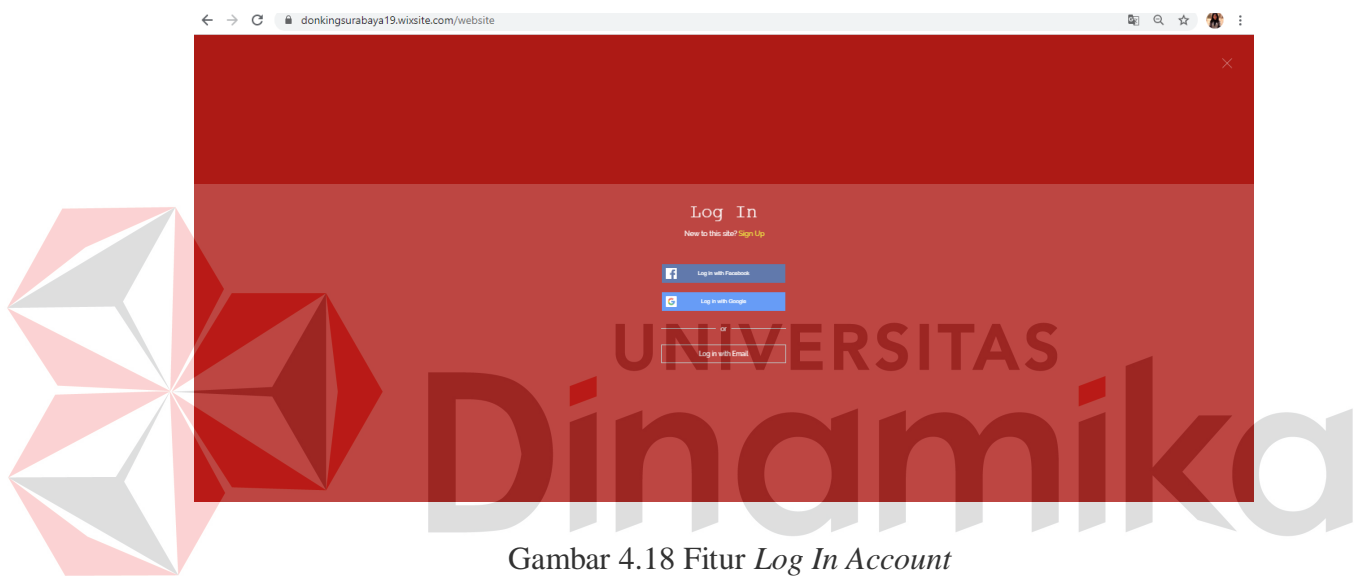 donkingsurabaya19.wixsite.com/website
Log In
New to this site? Sign Up
Log in with Facebook
Log in with Google
or
Log in with Email
UNIVERSITAS
Dinamika
Gambar 4.18 Fitur Log In Account